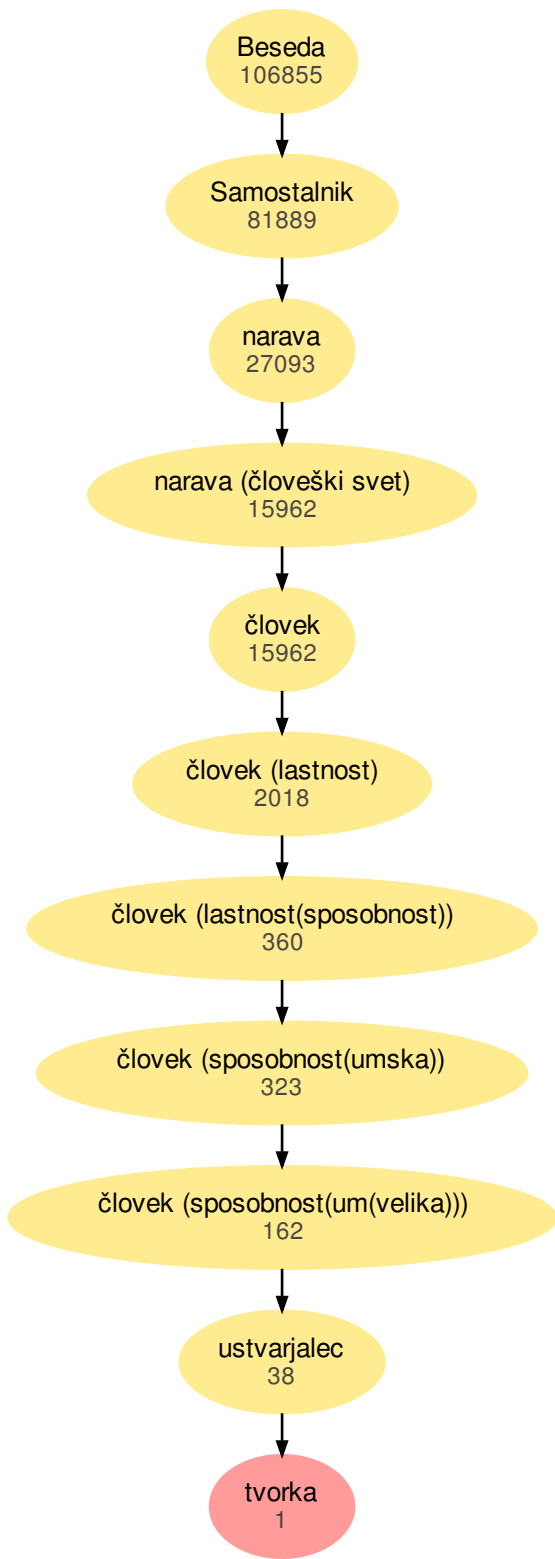 Beseda
106855
Samostalnik
81889
narava
27093
narava (človeški svet)
15962
človek
15962
človek (lastnost)
2018
človek (lastnost(sposobnost))
360
človek (sposobnost(umska))
323
človek (sposobnost(um(velika)))
162
ustvarjalec
38
tvorka
1